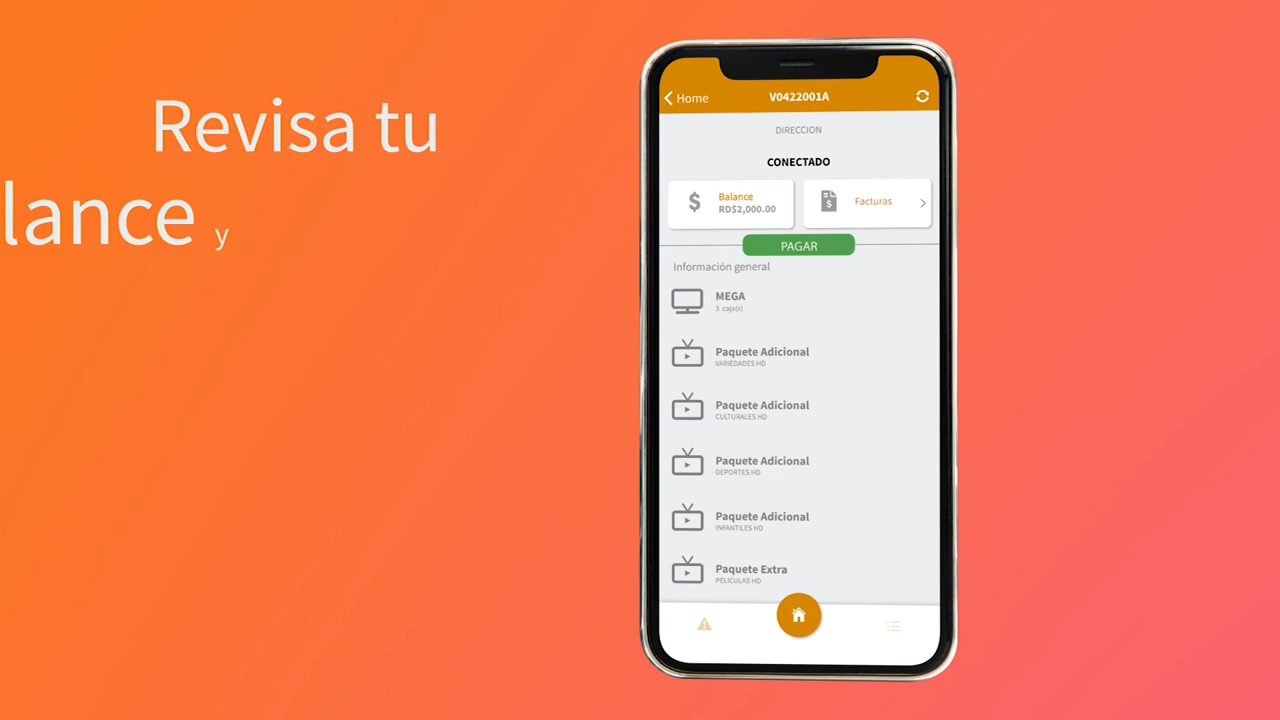 Revisa tu
lance y
Home
V0422001A
DIRECCION
CONECTADO
Balance
RD$2,000.00
Facturas
PAGAR
Información general
MEGA
3 caja(s)
Paquete Adicional
VARIEDADES HD
Paquete Adicional
CULTURALES HD
Paquete Adicional
DEPORTES HD
Paquete Adicional
INFANTILES HD
Paquete Extra
PELICULAS HD